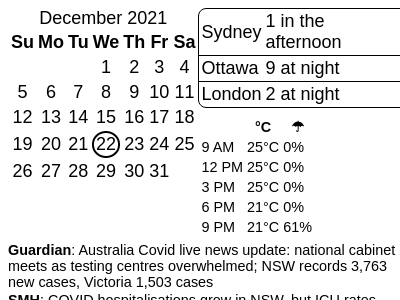 December 2021
Su Mo Tu We Th Fr Sa
1 2 3 4
5 6 7 8 9 10 11
12 13 14 15 16 17 18
19 20 21 22 23 24 25
26 27 28 29 30 31
Sydney 1 in the
afternoon
Ottawa 9 at night
London 2 at night
°C ☂
9 AM 25°C 0%
12 PM 25°C 0%
3 PM 25°C 0%
6 PM 21°C 0%
9 PM 21°C 61%
Guardian: Australia Covid live news update: national cabinet
meets as testing centres overwhelmed; NSW records 3,763
new cases, Victoria 1,503 cases
SMH: COVID hospitalisations grow in NSW, but ICU rates